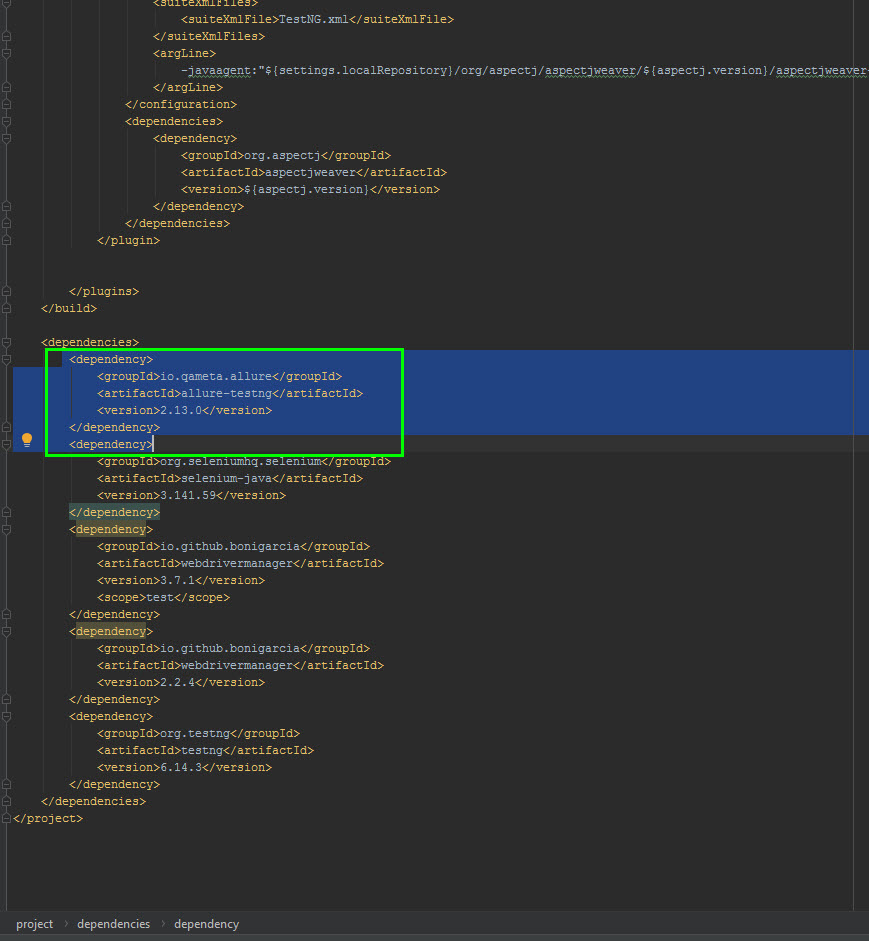 <suiteXmlFiles>
<suiteXmlFile>TestNG.xml</suiteXmlFile>
</suiteXmlFiles>
<argLine>
-javaagent:"${settings.localRepository}/org/aspectj/aspectjweaver/${aspectj.version}/aspectjweaver-
</argLine>
</configuration>
<dependencies>
<dependency>
<groupId>org.aspectj</groupId>
<artifactId>aspectjweaver</artifactId>
<version>${aspectj.version}</version>
</dependency>
</dependencies>
</plugin>
</plugins>
</build>
<dependencies>
<dependency>
<groupId>io.qameta.allure</groupId>
<artifactId>allure-testng</artifactId>
<version>2.13.0</version>
</dependency>
<dependency>
<groupId>org.seleniumhq.selenium</groupId>
<artifactId>selenium-java</artifactId>
<version>3.141.59</version>
</dependency>
<dependency>
<groupId>io.github.bonigarcia</groupId>
<artifactId>webdrivermanager</artifactId>
<version>3.7.1</version>
<scope>test</scope>
</dependency>
<dependency>
<groupId>io.github.bonigarcia</groupId>
<artifactId>webdrivermanager</artifactId>
<version>2.2.4</version>
</dependency>
<dependency>
<groupId>org.testng</groupId>
<artifactId>testng</artifactId>
<version>6.14.3</version>
</dependency>
</dependencies>
</project>
project › dependencies › dependency